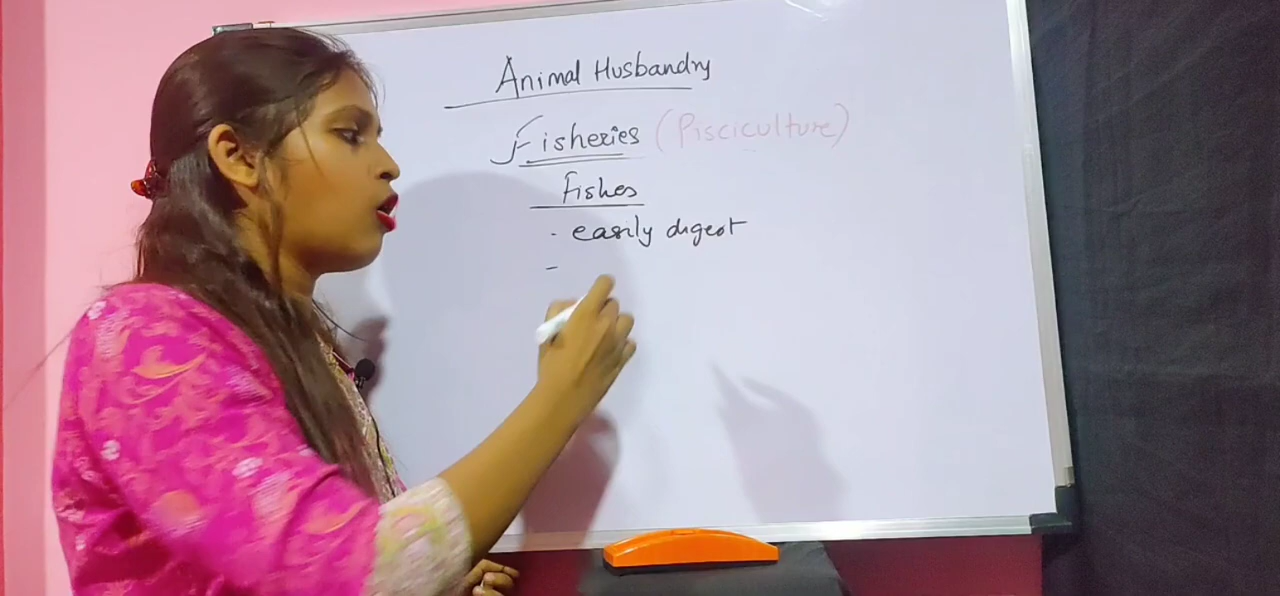 Animal Husbandry
Fisheries (Pisciculture)
Fishes
- easily digest
-